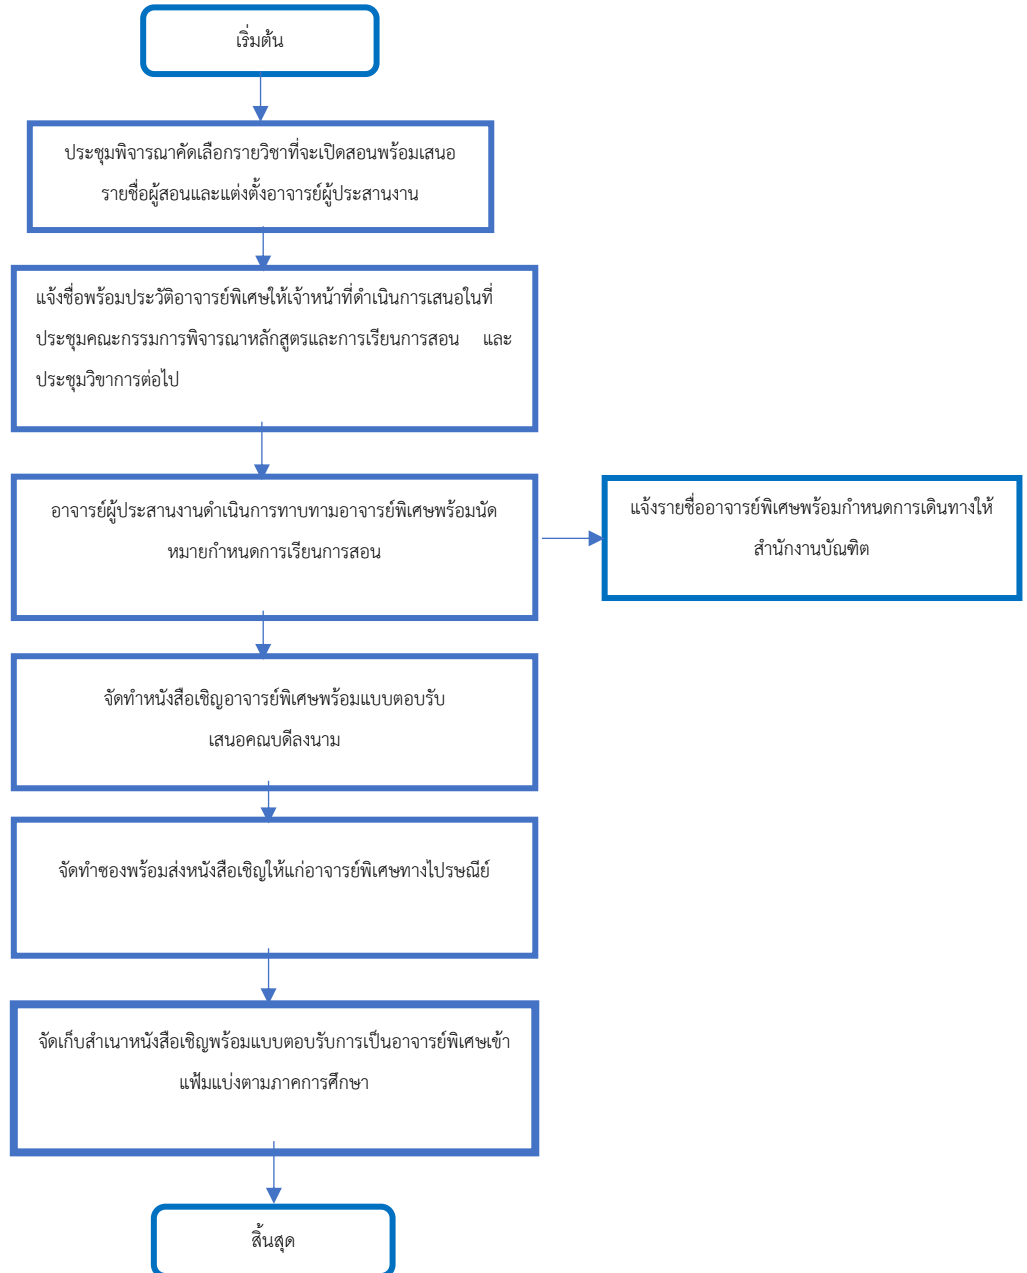 เริ่มต้น
ประชุมพิจารณาคัดเลือกรายวิชาที่จะเปิดสอนพร้อมเสนอ
รายชื่อผู้สอนและแต่งตั้งอาจารย์ผู้ประสานงาน
แจ้งชื่อพร้อมประวัติอาจารย์พิเศษให้เจ้าหน้าที่ดำเนินการเสนอในที่
ประชุมคณะกรรมการพิจารณาหลักสูตรและการเรียนการสอน และ
ประชุมวิขาการต่อไป
อาจารย์ผู้ประสานงานดำเนินการทาบทามอาจารย์พิเศษพร้อมนัด
หมายกำหนดการเรียนการสอน
แจ้งรายชื่ออาจารย์พิเศษพร้อมกำหนดการเดินทางให้
สำนักงานบัณฑิต
จัดทำหนังสือเชิญอาจารย์พิเศษพร้อมแบบตอบรับ
เสนอคณบดีลงนาม
จัดทำซองพร้อมส่งหนังสือเชิญให้แก่อาจารย์พิเศษทางไปรษณีย์
จัดเก็บสำเนาหนังสือเชิญพร้อมแบบตอบรับการเป็นอาจารย์พิเศษเข้า
แฟ้มแบ่งตามภาคการศึกษา
สิ้นสุด